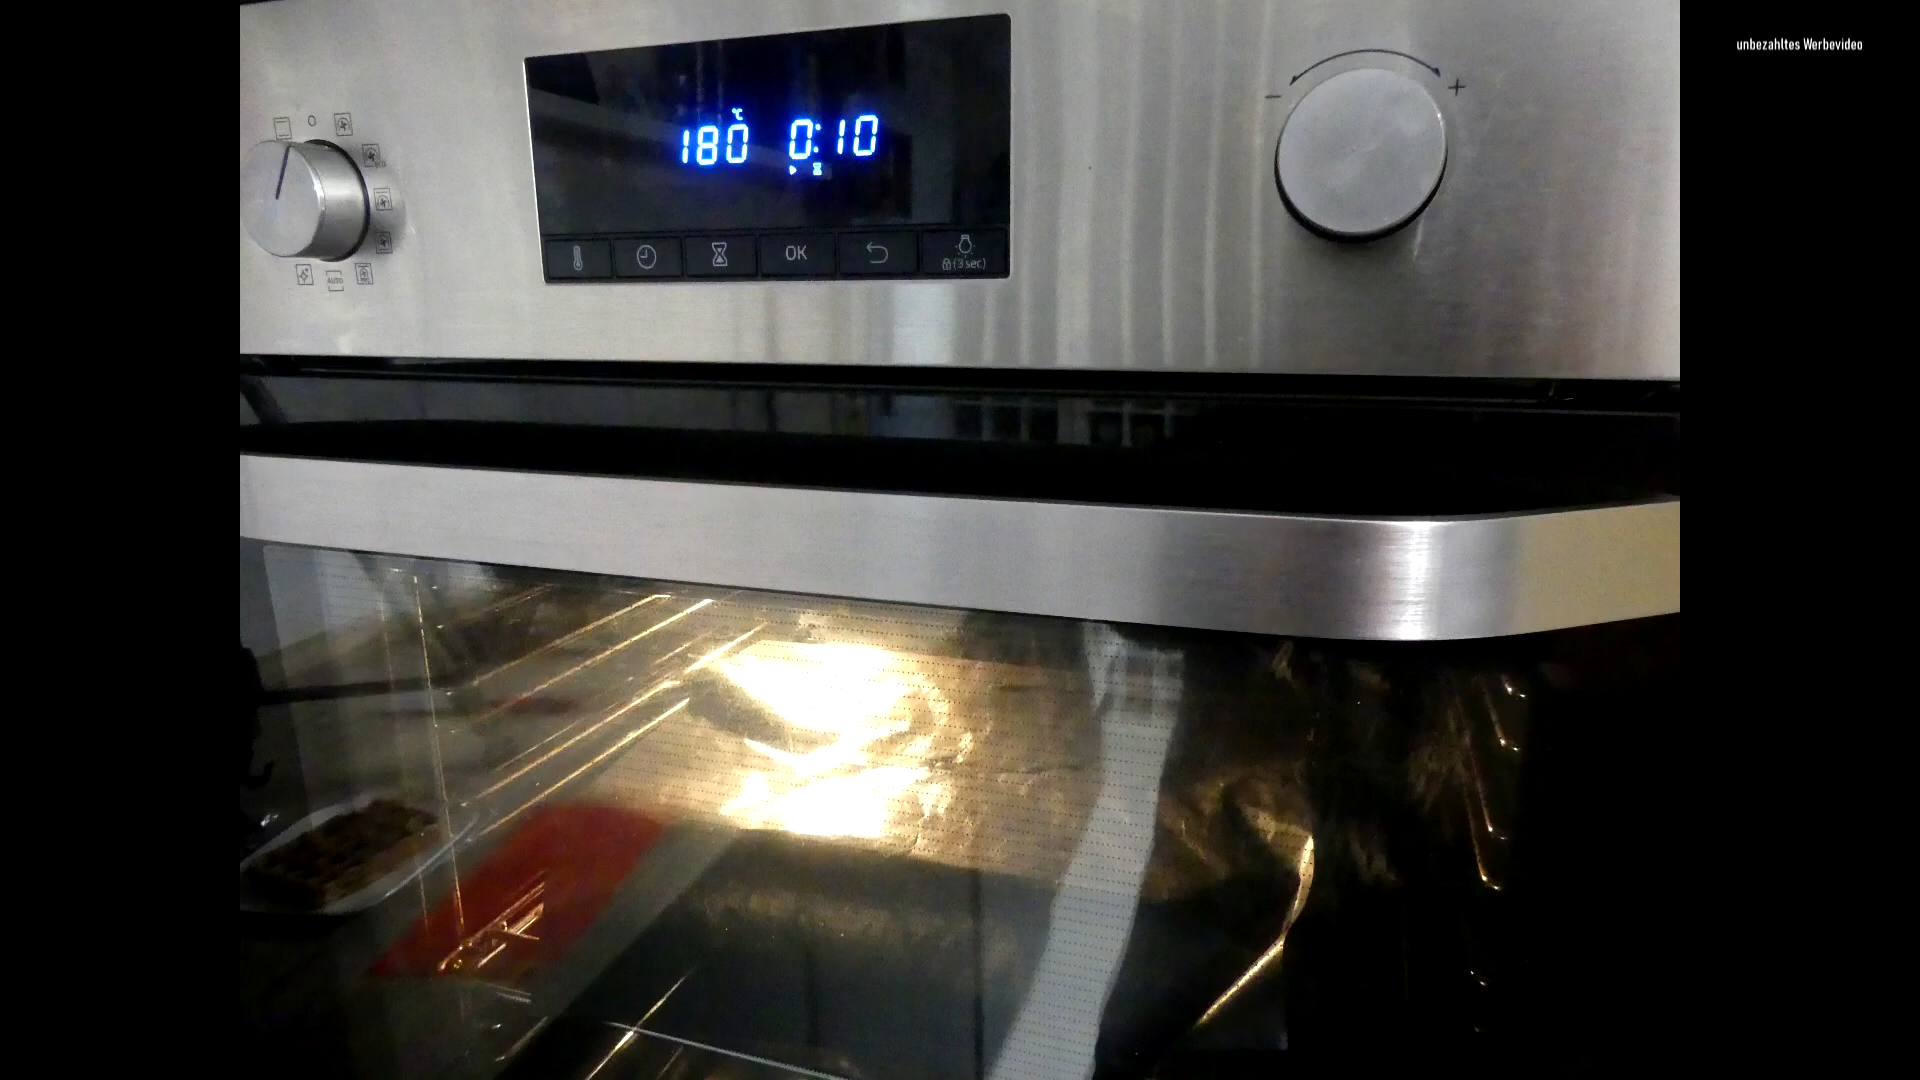 unbezahltes Werbevideo
°C
180 0:10
- +
OK
(3 sec)
AUTO